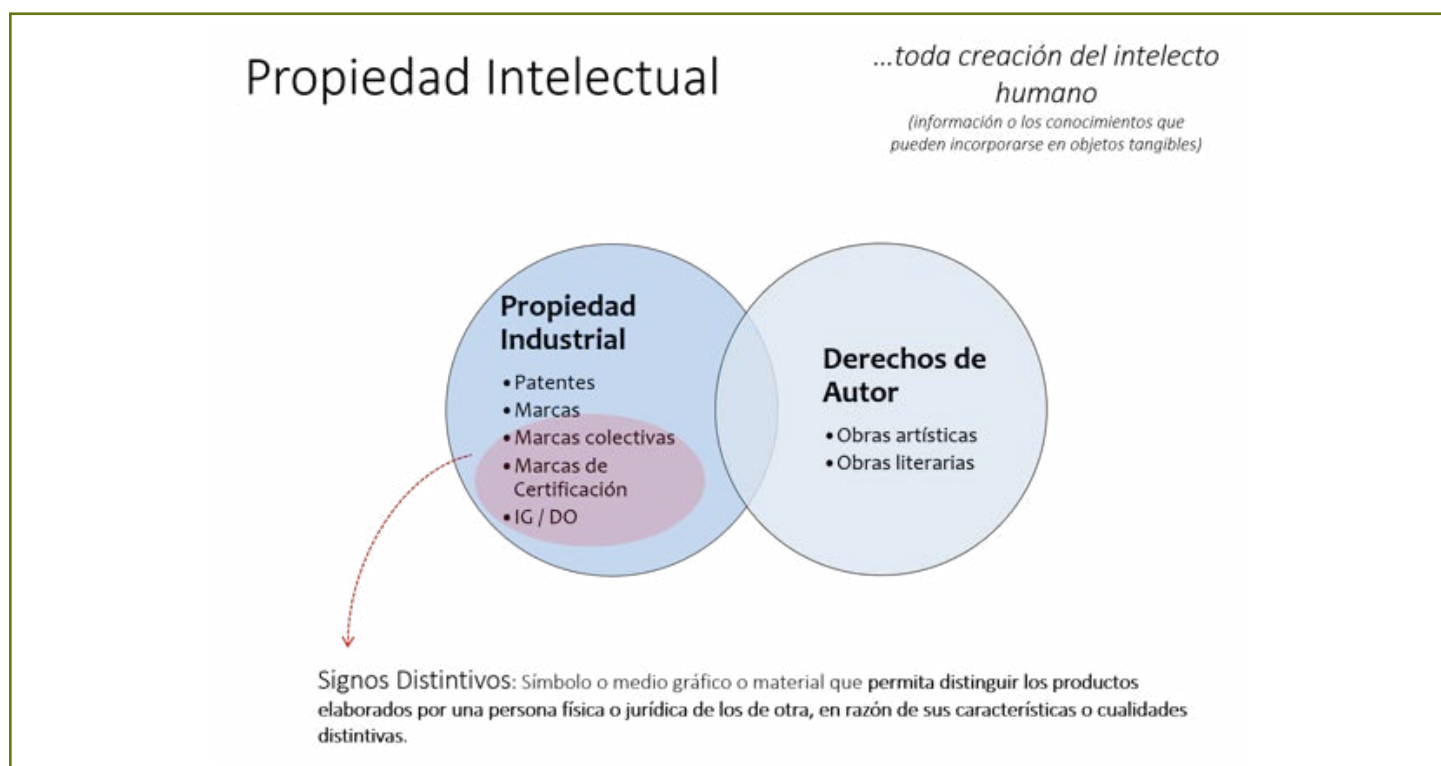 Propiedad Intelectual
...toda creación del intelecto
humano
(información o los conocimientos que
pueden incorporarse en objetos tangibles)
Propiedad
Industrial
• Patentes
• Marcas
• Marcas colectivas
• Marcas de
Certificación
• IG / DO
Derechos de
Autor
• Obras artísticas
• Obras literarias
Signos Distintivos: Símbolo o medio gráfico o material que permita distinguir los productos
elaborados por una persona física o jurídica de los de otra, en razón de sus características o cualidades
distintivas.